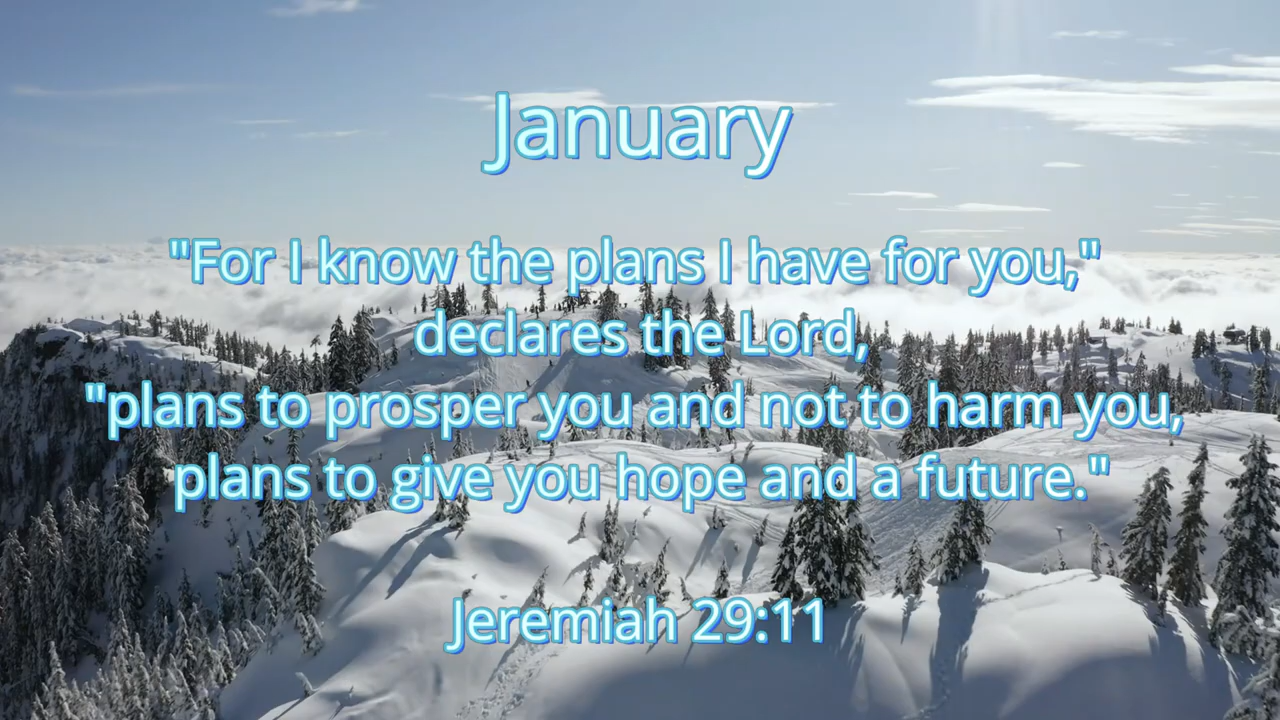 January
"For I know the plans I have for you,"
declares the Lord,
"plans to prosper you and not to harm you,
plans to give you hope and a future."
Jeremiah 29:11